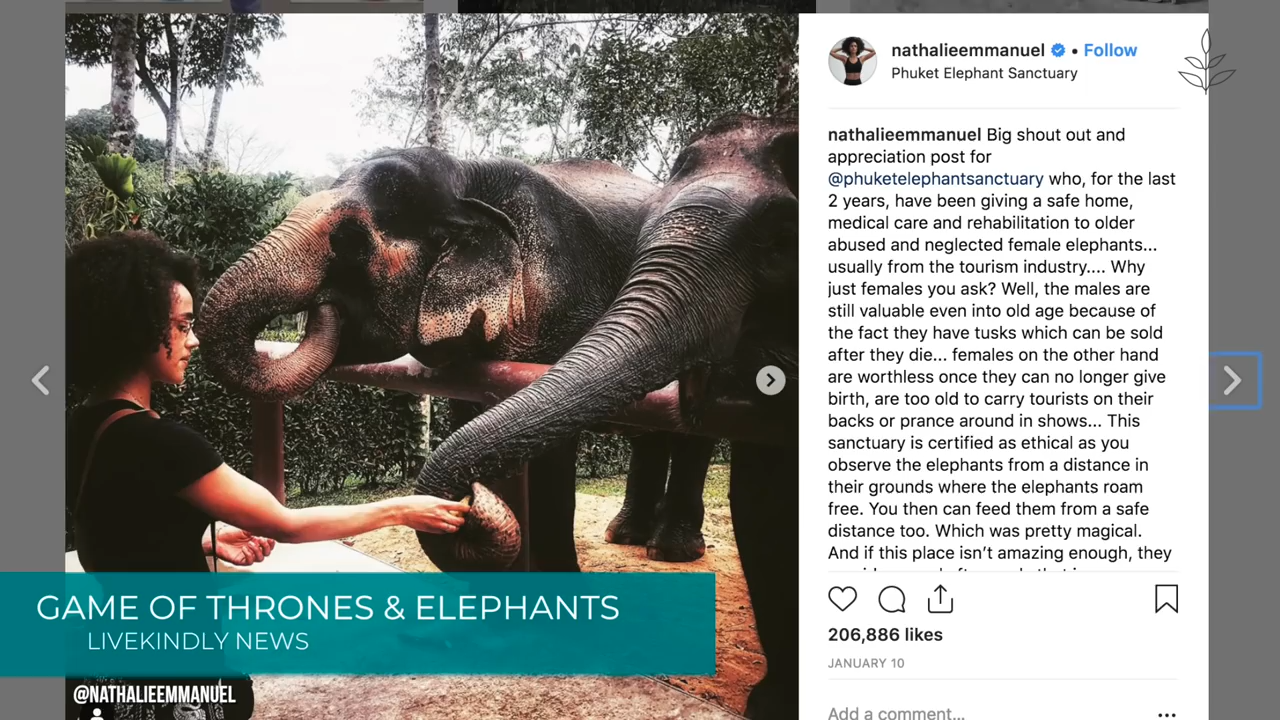 nathalieemmanuel • Follow
Phuket Elephant Sanctuary
nathalieemmanuel Big shout out and
appreciation post for
@phuketelephantsanctuary who, for the last
2 years, have been giving a safe home,
medical care and rehabilitation to older
abused and neglected female elephants...
usually from the tourism industry.... Why
just females you ask? Well, the males are
still valuable even into old age because of
the fact they have tusks which can be sold
after they die... females on the other hand
are worthless once they can no longer give
birth, are too old to carry tourists on their
backs or prance around in shows... This
sanctuary is certified as ethical as you
observe the elephants from a distance in
their grounds where the elephants roam
free. You then can feed them from a safe
distance too. Which was pretty magical.
And if this place isn't amazing enough, they
206,886 likes
JANUARY 10
Add a comment...
GAME OF THRONES & ELEPHANTS
LIVEKINDLY NEWS
@NATHALIEEMMANUEL